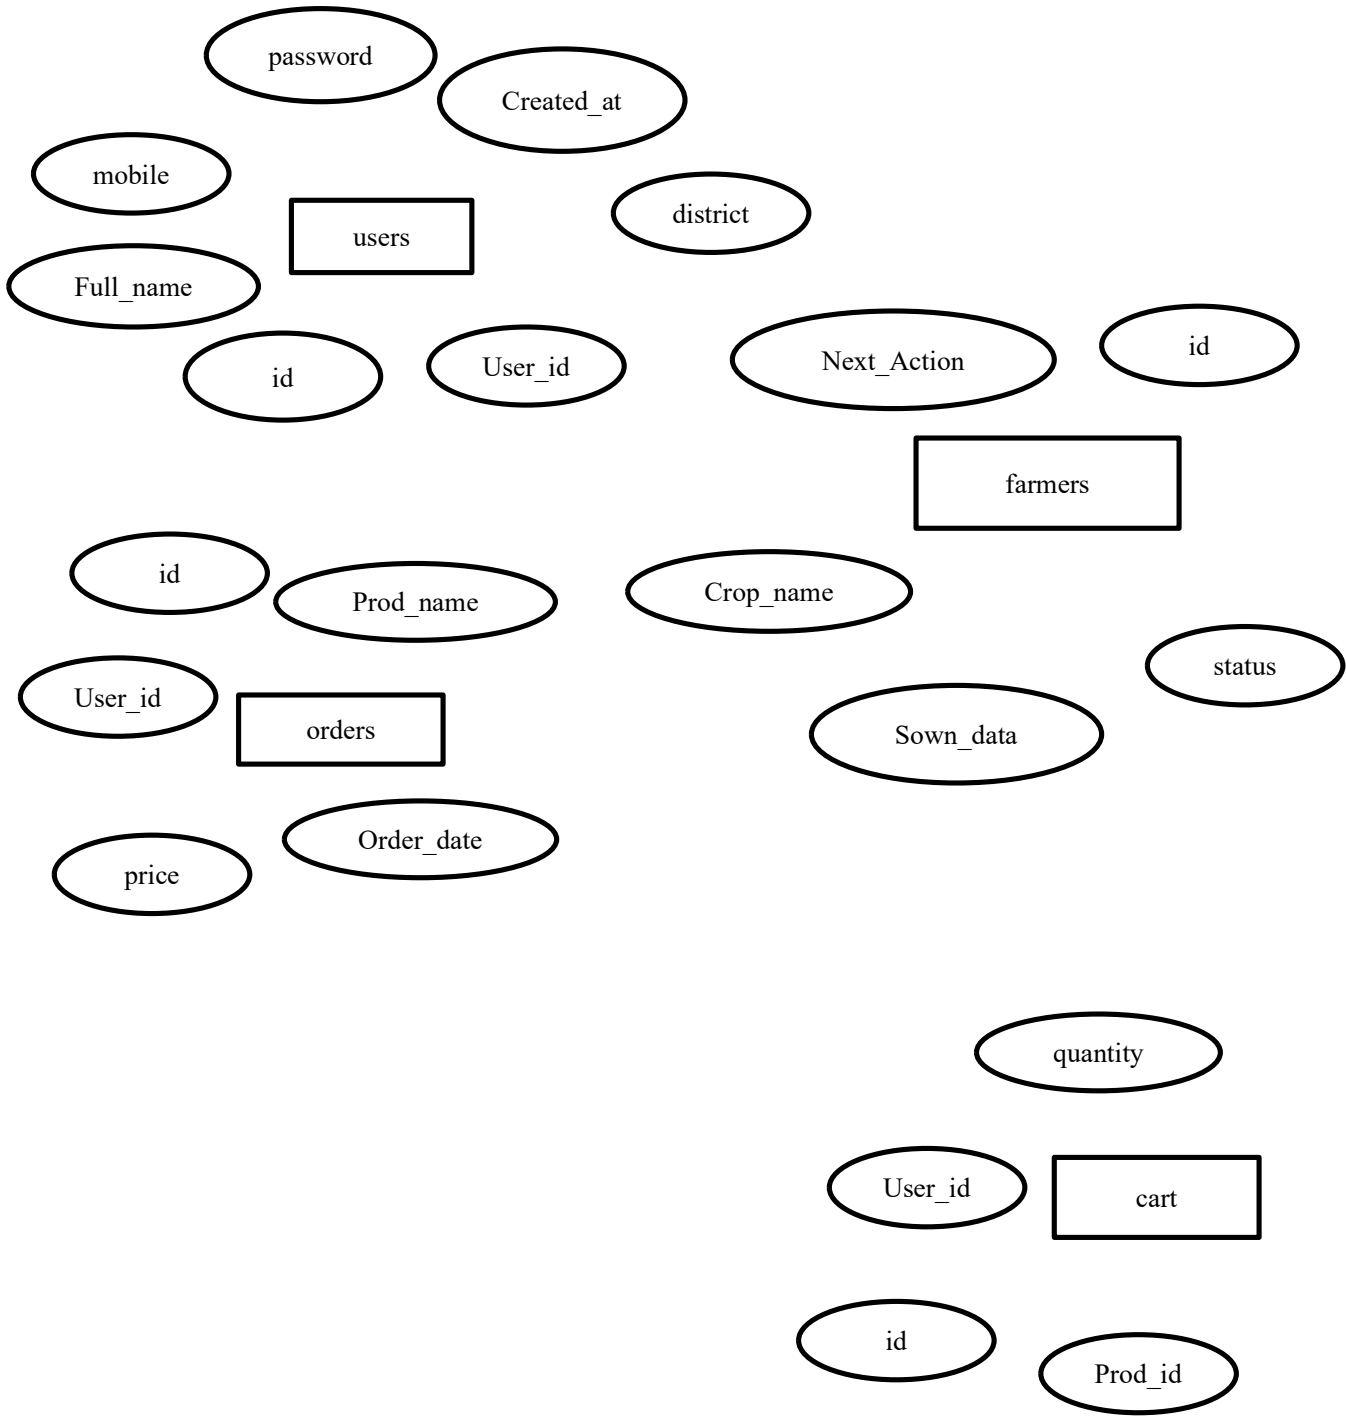 password
Created_at
mobile
district
users
Full_name
id
User_id
Next_Action
id
farmers
id
Prod_name
Crop_name
status
User_id
orders
Sown_data
Order_date
price
quantity
User_id
cart
id
Prod_id